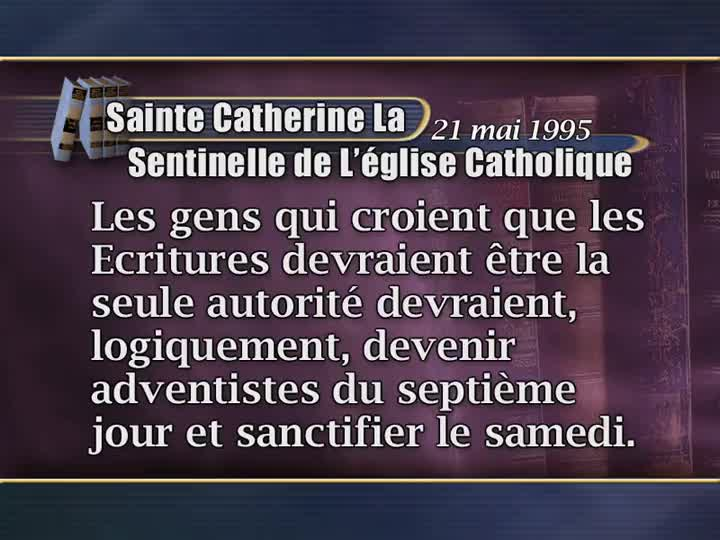 Sainte Catherine La
21 mai 1995
Sentinelle de L'église Catholique
Les gens qui croient que les
Ecritures devraient être la
seule autorité devraient,
logiquement, devenir
adventistes du septième
jour et sanctifier le samedi.